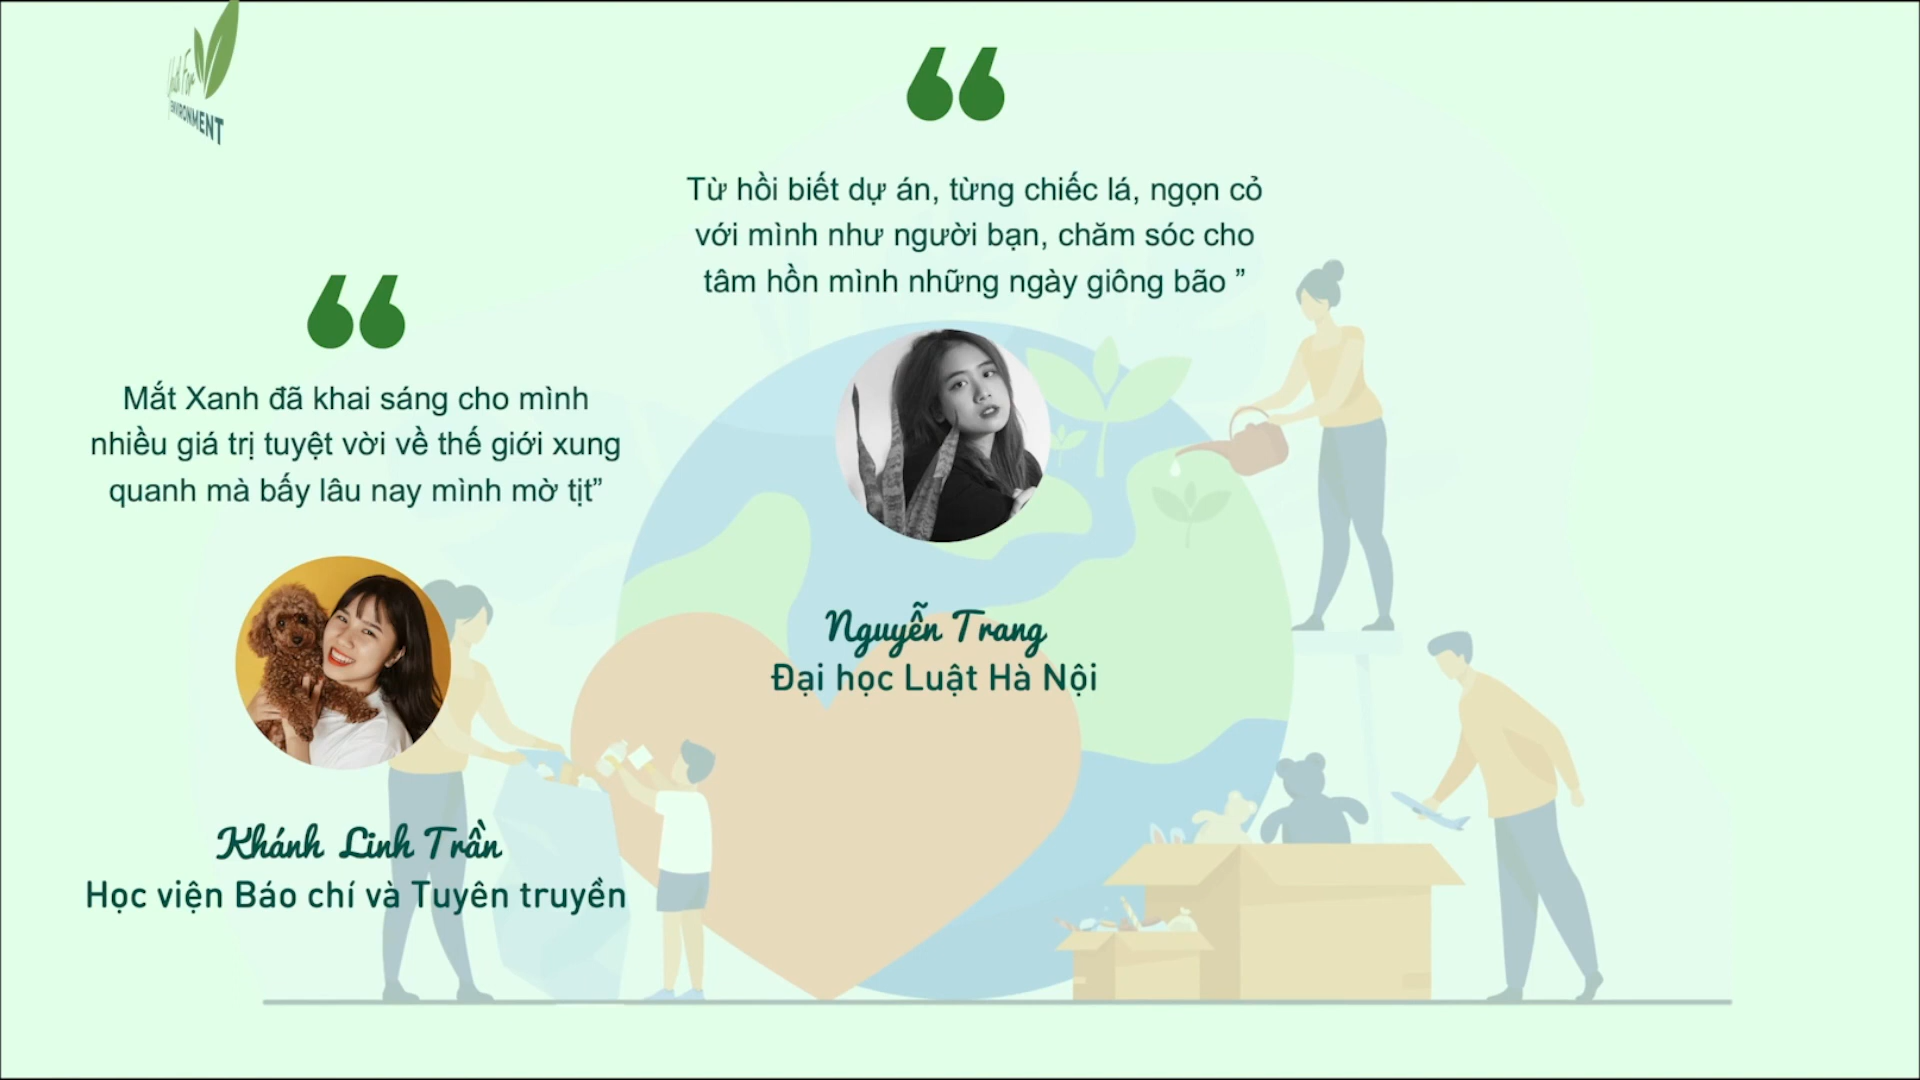 Youth For
ENVIRONMENT
Từ hồi biết dự án, từng chiếc lá, ngọn cỏ
với mình như người bạn, chăm sóc cho
tâm hồn mình những ngày giông bão ”
Nguyễn Trang
Đại học Luật Hà Nội
Mắt Xanh đã khai sáng cho mình
nhiều giá trị tuyệt vời về thế giới xung
quanh mà bấy lâu nay mình mờ tịt”
Khánh Linh Trần
Học viện Báo chí và Tuyên truyền